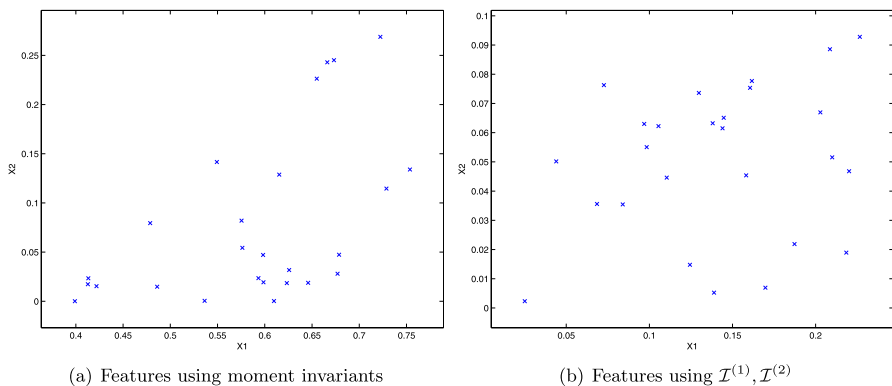 0.25
0.2
0.15
0.1
0.05
0
X2
0.4 0.45 0.5 0.55 0.6 0.65 0.7 0.75
X1
(a) Features using moment invariants
0.1
0.09
0.08
0.07
0.06
0.05
0.04
0.03
0.02
0.01
0
X2
0.05 0.1 0.15 0.2
X1
(b) Features using ℐ⁽¹⁾, ℐ⁽²⁾